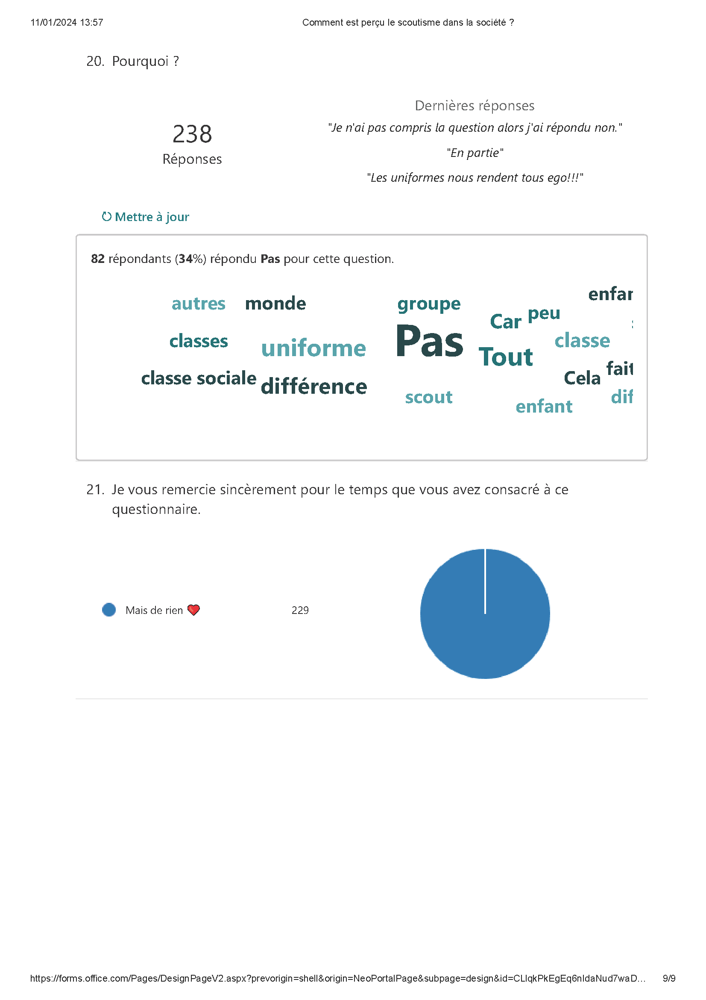 11/01/2024 13:57
Comment est perçu le scoutisme dans la société ?
20. Pourquoi ?
238
Réponses
Dernières réponses
"Je n'ai pas compris la question alors j'ai répondu non."
"En partie"
"Les uniformes nous rendent tous ego!!!"
Mettre à jour
82 répondants (34%) répondu Pas pour cette question.
autres monde groupe
Car peu
classes uniforme Pas Tout classe
classe sociale différence Cela fait
scout enfant
21. Je vous remercie sincèrement pour le temps que vous avez consacré à ce
questionnaire.
Mais de rien ❤ 229
https://forms.office.com/Pages/DesignPageV2.aspx?prevorigin=shell&origin=NeoPortalPage&subpage=design&id=CLIqkPkEgEq6nIdaNud7waD…
9/9